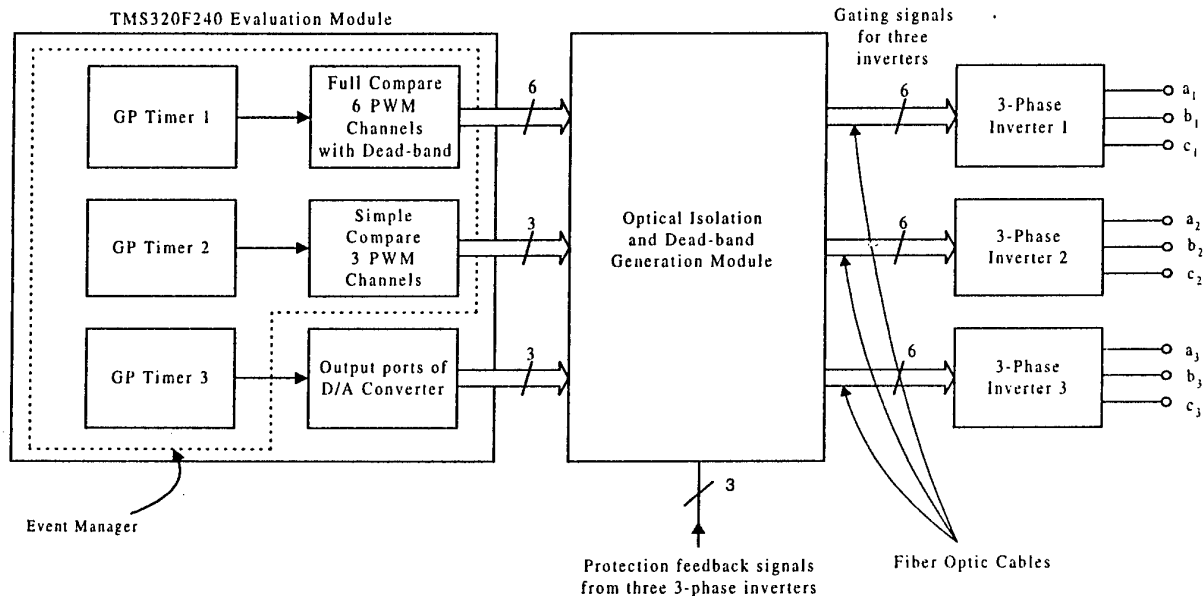 TMS320F240 Evaluation Module
GP Timer 1
Full Compare
6 PWM
Channels
with Dead-band
6
GP Timer 2
Simple
Compare
3 PWM
Channels
3
GP Timer 3
Output ports of
D/A Converter
3
Event Manager
Optical Isolation
and Dead-band
Generation Module
3
Protection feedback signals
from three 3-phase inverters
Gating signals
for three
inverters
6
6
6
Fiber Optic Cables
3-Phase
Inverter 1
a1
b1
c1
3-Phase
Inverter 2
a2
b2
c2
3-Phase
Inverter 3
a3
b3
c3